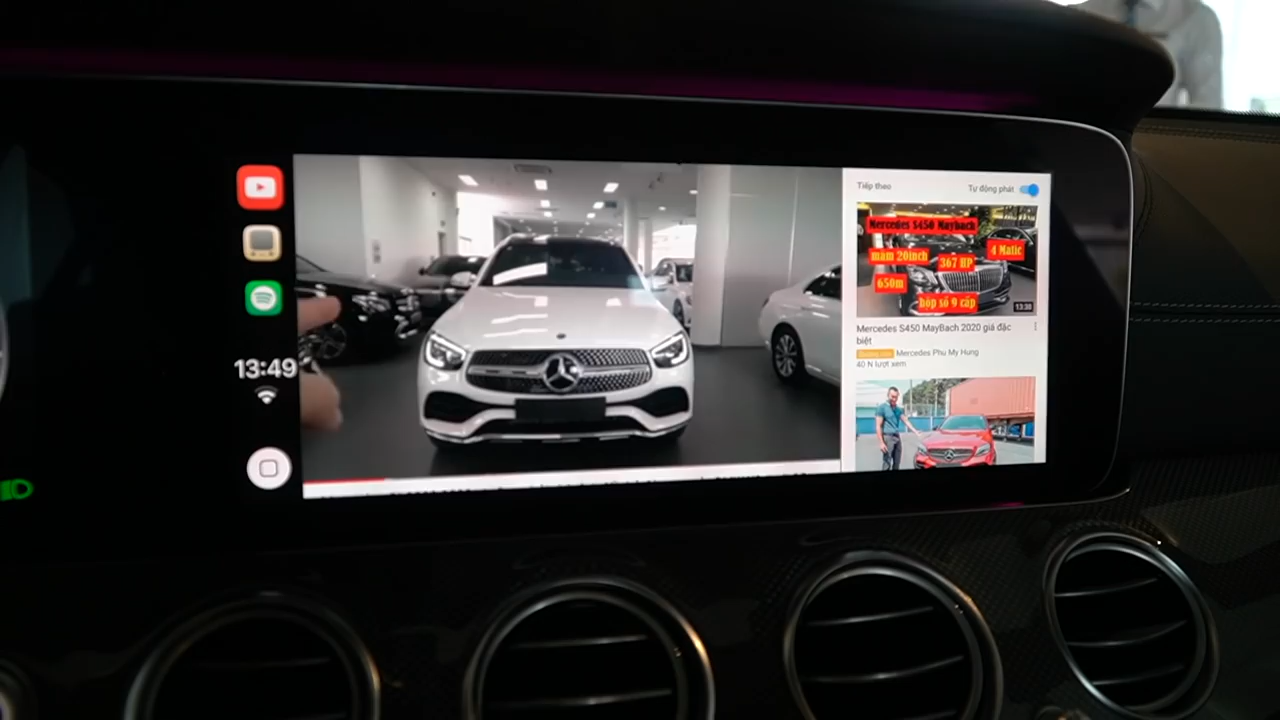 13:49
Tiếp theo
Tự động phát
Mercedes S450 Maybach
mâm 20inch
367 HP
4 Matic
650m
hộp số 9 cấp
13:38
Mercedes S450 MayBach 2020 giá đặc
biệt
Mercedes Phu My Hung
40 N lượt xem